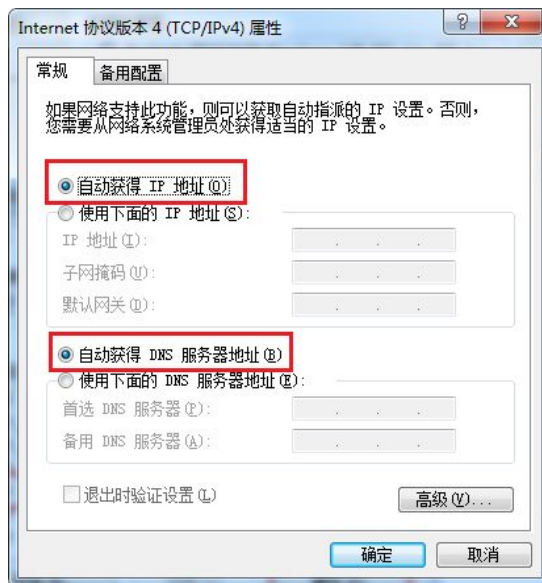 Internet 协议版本 4 (TCP/IPv4) 属性
常规 备用配置
如果网络支持此功能，则可以获取自动指派的 IP 设置。否则，
您需要从网络系统管理员处获得适当的 IP 设置。
自动获得 IP 地址(O)
使用下面的 IP 地址(S):
IP 地址(I):
子网掩码(U):
默认网关(D):
自动获得 DNS 服务器地址(B)
使用下面的 DNS 服务器地址(E):
首选 DNS 服务器(P):
备用 DNS 服务器(A):
退出时验证设置(L)
高级(V)...
确定 取消